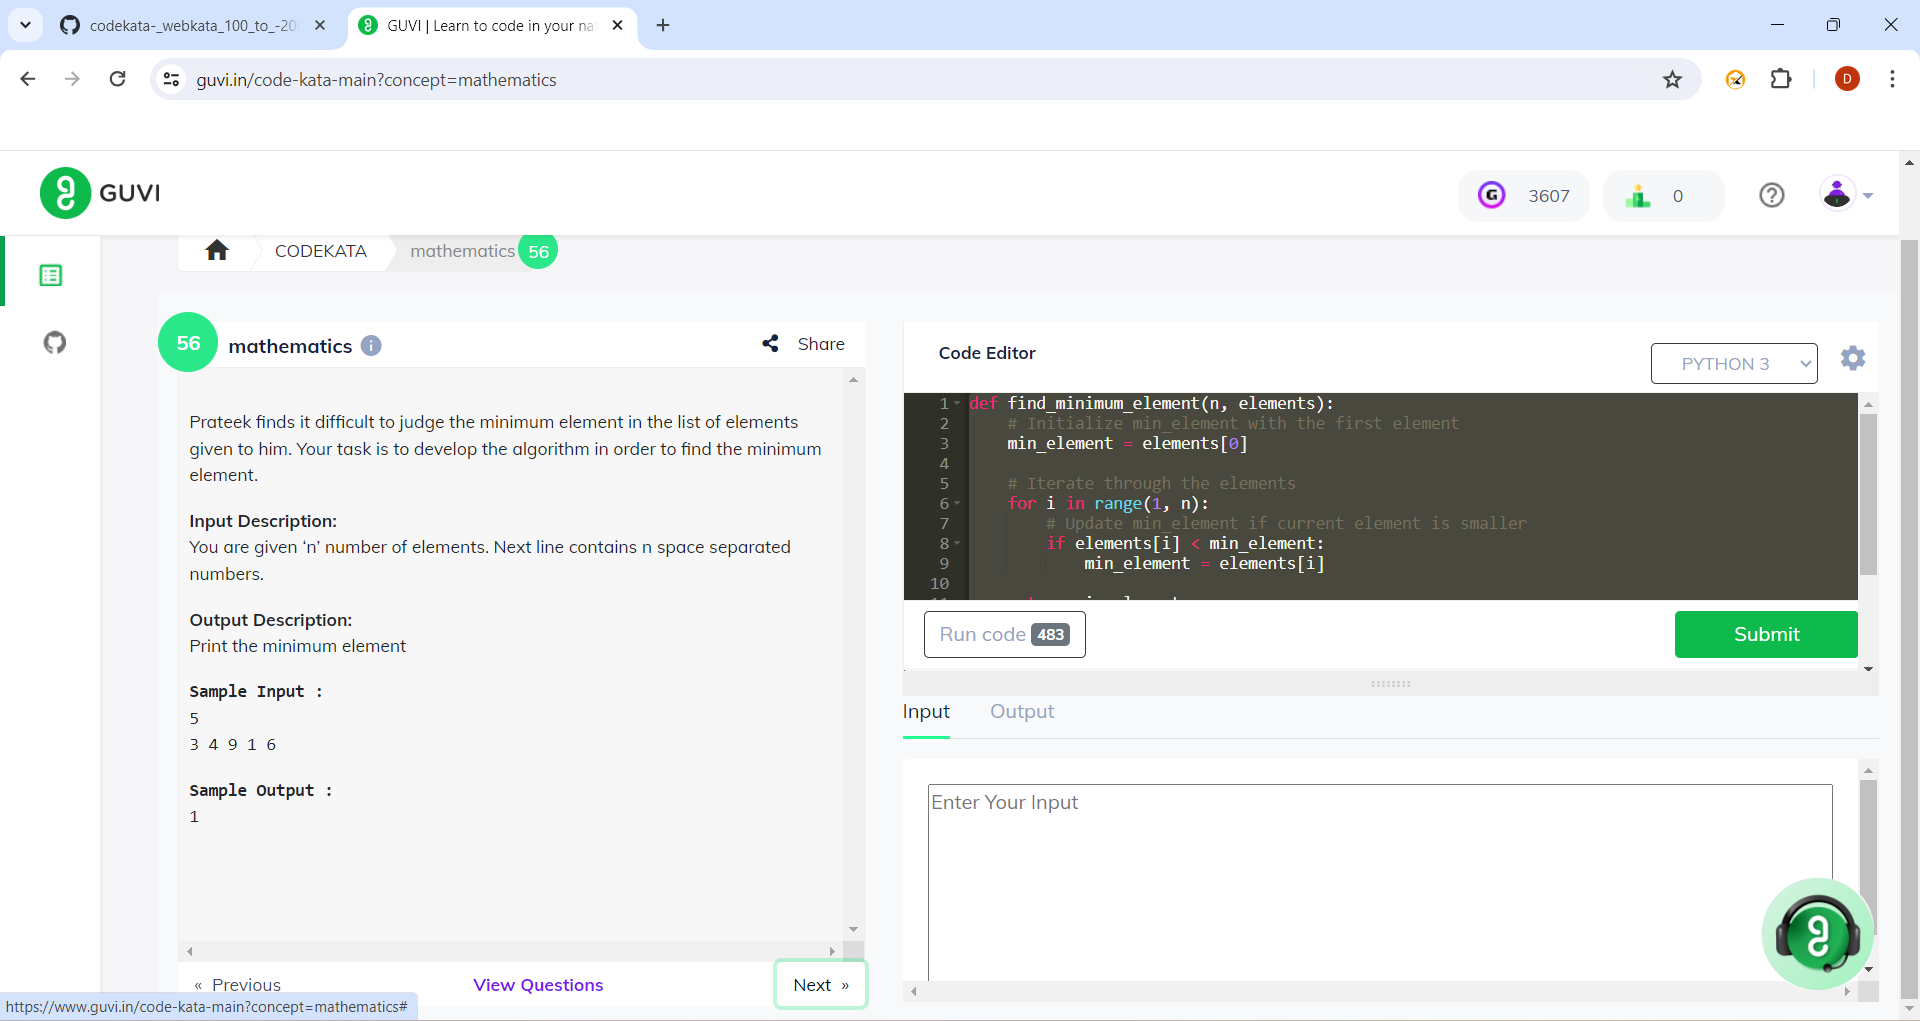 codekata-_webkata_100_to_-20
GUVI | Learn to code in your na
guvi.in/code-kata-main?concept=mathematics
D
GUVI
G 3607
0
CODEKATA
mathematics 56
56
mathematics
Share
Prateek finds it difficult to judge the minimum element in the list of elements
given to him. Your task is to develop the algorithm in order to find the minimum
element.
Input Description:
You are given ‘n’ number of elements. Next line contains n space separated
numbers.
Output Description:
Print the minimum element
Sample Input :
5
3 4 9 1 6
Sample Output :
1
« Previous
View Questions
Next »
https://www.guvi.in/code-kata-main?concept=mathematics#
Code Editor
PYTHON 3
1 def find_minimum_element(n, elements):
2 # Initialize min_element with the first element
3 min_element = elements[0]
4
5 # Iterate through the elements
6 for i in range(1, n):
7 # Update min_element if current element is smaller
8 if elements[i] < min_element:
9 min_element = elements[i]
10
Run code 483
Submit
Input
Output
Enter Your Input